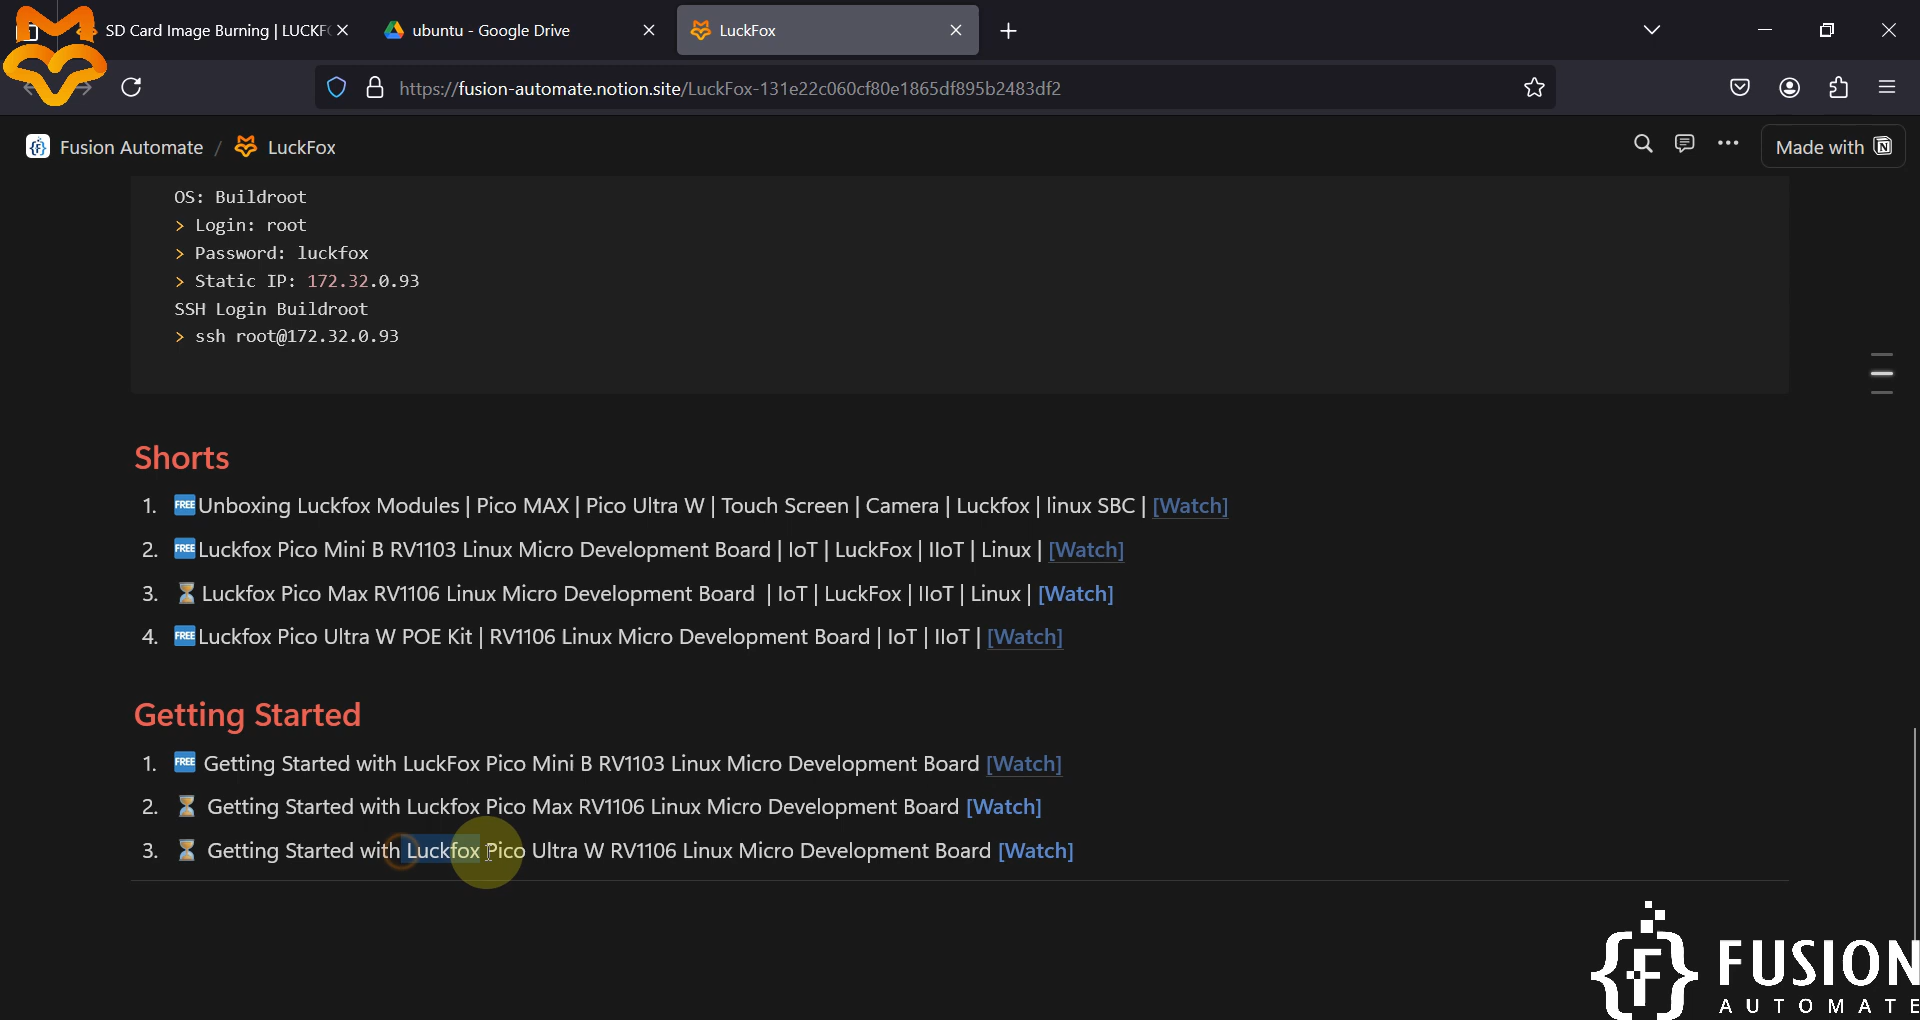 SD Card Image Burning | LUCKF
ubuntu - Google Drive
LuckFox
https://fusion-automate.notion.site/LuckFox-131e22c060cf80e1865df895b2483df2
Fusion Automate / LuckFox
Made with
OS: Buildroot
> Login: root
> Password: luckfox
> Static IP: 172.32.0.93
SSH Login Buildroot
> ssh root@172.32.0.93
Shorts
1. FREE Unboxing Luckfox Modules | Pico MAX | Pico Ultra W | Touch Screen | Camera | Luckfox | linux SBC | [Watch]
2. FREE Luckfox Pico Mini B RV1103 Linux Micro Development Board | IoT | LuckFox | IIoT | Linux | [Watch]
3. ⏳ Luckfox Pico Max RV1106 Linux Micro Development Board | IoT | LuckFox | IIoT | Linux | [Watch]
4. FREE Luckfox Pico Ultra W POE Kit | RV1106 Linux Micro Development Board | IoT | IIoT | [Watch]
Getting Started
1. FREE Getting Started with LuckFox Pico Mini B RV1103 Linux Micro Development Board [Watch]
2. ⏳ Getting Started with Luckfox Pico Max RV1106 Linux Micro Development Board [Watch]
3. ⏳ Getting Started with Luckfox Pico Ultra W RV1106 Linux Micro Development Board [Watch]
{F} FUSION
AUTOMATE